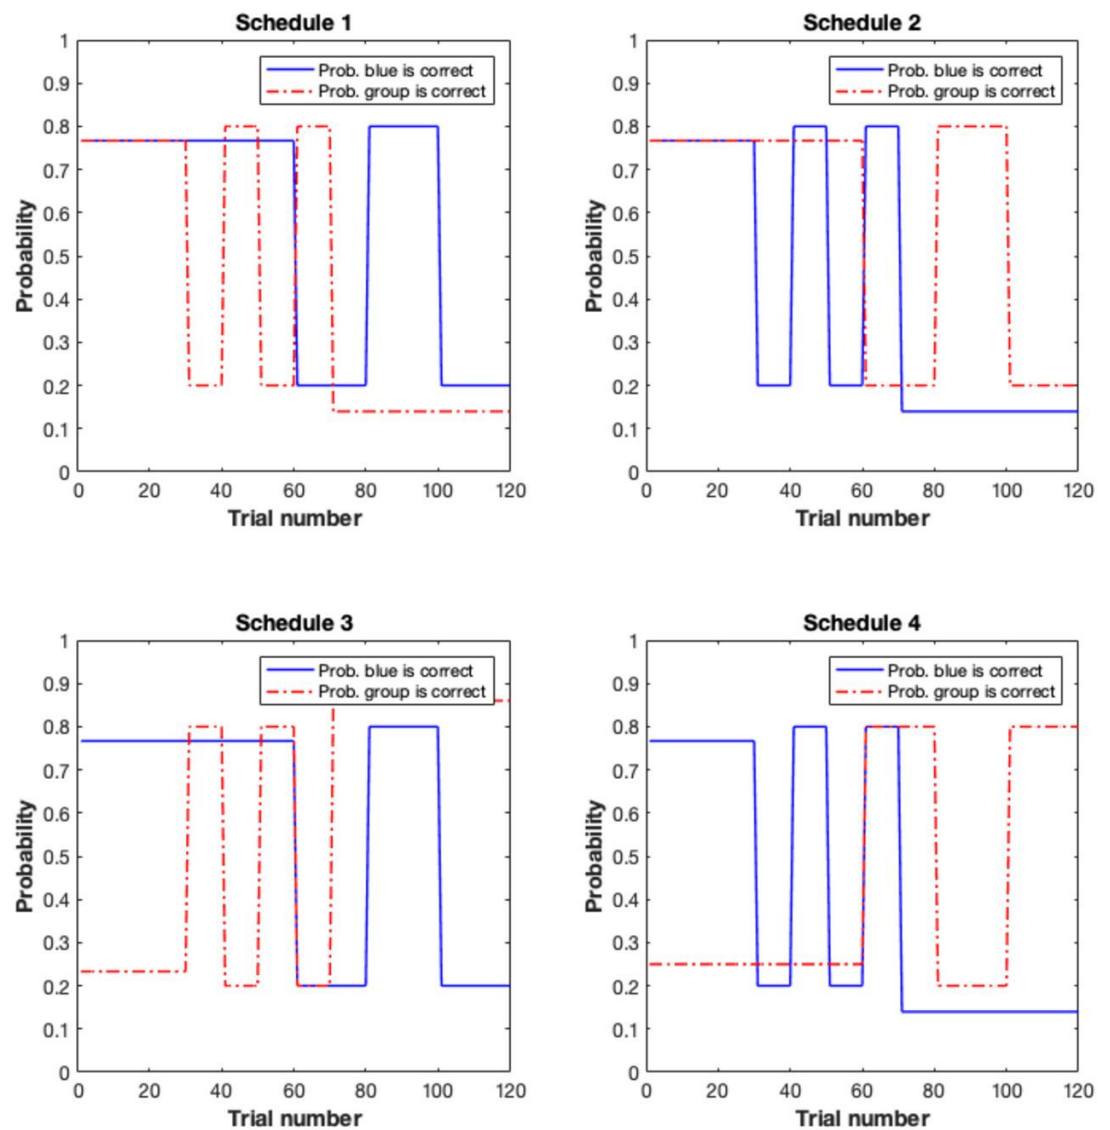 Schedule 1
1
0.9
0.8
0.7
0.6
0.5
0.4
0.3
0.2
0.1
0
Probability
Prob. blue is correct
Prob. group is correct
0 20 40 60 80 100 120
Trial number
Schedule 2
1
0.9
0.8
0.7
0.6
0.5
0.4
0.3
0.2
0.1
0
Probability
Prob. blue is correct
Prob. group is correct
0 20 40 60 80 100 120
Trial number
Schedule 3
1
0.9
0.8
0.7
0.6
0.5
0.4
0.3
0.2
0.1
0
Probability
Prob. blue is correct
Prob. group is correct
0 20 40 60 80 100 120
Trial number
Schedule 4
1
0.9
0.8
0.7
0.6
0.5
0.4
0.3
0.2
0.1
0
Probability
Prob. blue is correct
Prob. group is correct
0 20 40 60 80 100 120
Trial number